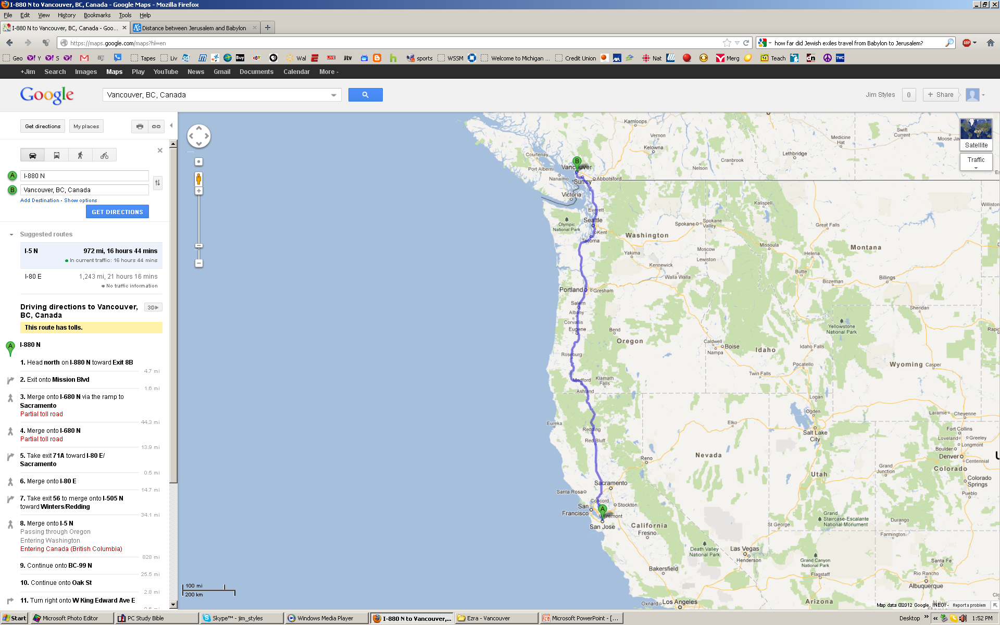 I-880 N to Vancouver, BC, Canada - Google Maps - Mozilla Firefox
File Edit View History Bookmarks Tools Help
I-880 N to Vancouver, BC, Canada - Goo...
Distance between Jerusalem and Babylon
https://maps.google.com/maps?hl=en
how far did Jewish exiles travel from Babylon to Jerusalem?
ABP
Geo Y S Tapes Liv Buy Wal LIVE jtv sports WSSM Welcome to Michigan ... Credit Union AXA Nat Merg Teach dn TWC
+Jim Search Images Maps Play YouTube News Gmail Documents Calendar More
Google
Vancouver, BC, Canada
Jim Styles 0 + Share
Get directions My places
A I-880 N
B Vancouver, BC, Canada
Add Destination - Show options
GET DIRECTIONS
Suggested routes
I-5 N 972 mi, 16 hours 44 mins
In current traffic: 16 hours 44 mins
I-80 E 1,243 mi, 21 hours 16 mins
No traffic information
Driving directions to Vancouver,
BC, Canada
3D
This route has tolls.
A I-880 N
1. Head north on I-880 N toward Exit 8B
4.7 mi
2. Exit onto Mission Blvd
1.6 mi
3. Merge onto I-680 N via the ramp to
Sacramento
Partial toll road
44.3 mi
4. Merge onto I-680 N
Partial toll road
13.9 mi
5. Take exit 71A toward I-80 E/
Sacramento
0.5 mi
6. Merge onto I-80 E
14.7 mi
7. Take exit 56 to merge onto I-505 N
toward Winters/Redding
34.1 mi
8. Merge onto I-5 N
Passing through Oregon
Entering Washington
Entering Canada (British Columbia)
828 mi
9. Continue onto BC-99 N
25.5 mi
10. Continue onto Oak St
2.8 mi
11. Turn right onto W King Edward Ave E
Satellite
Traffic
Kamloops
Vernon
Kelowna
Swift
Current
Medicine
Hat
Moose Jaw
Courtenay
Port Alberni
Nanaimo
B
Vancouver
Surrey
Abbotsford
Victoria
Nelson
Cranbrook
Lethbridge
Kalispell
Williston
Everett
Seattle
Kent
Tacoma
Olympic
National Park
Spokane
Spokane
Valley
Great Falls
Washington
Yakima
Moscow
Lewiston
Missoula
Helena
Montana
Kennewick
Walla Walla
Butte
Bozeman
Billings
Portland
Gresham
Salem
Albany
Corvallis
Eugene
Bend
Oregon
Roseburg
Medford
Ashland
Klamath
Falls
Caldwell
Nampa
Boise
Idaho
Idaho Falls
Pocatello
Twin Falls
Yellowstone
National Park
Sheridan
Rapid
Wyoming
Casper
Logan
Ogden
Salt Lake
City
Laramie
Cheyenne
Fort Collins
Loveland
Greeley
Longmont
Boulder
Denver
Centennial
Colorado
Colorado
Springs
Pueblo
Eureka
Redding
Red Bluff
Reno
Elko
Nevada
Utah
Grand
Junction
Sacramento
Santa Rosa
Concord
Stockton
San
Francisco
A
Fremont
San Jose
California
Fresno
Grand
Staircase-Escalante
National Monument
St George
Durango
Farmington
Death Valley
National Park
Las Vegas
Henderson
Grand Canyon
National Park
Flagstaff
Santa Fe
Rio Rancho
Albuquerque
Bakersfield
Oxnard
Los Angeles
Arizona
100 mi
200 km
Map data ©2012 Google, INEGI -
Report a problem
Start
Microsoft Photo Editor
PC Study Bible
Skype™ - jim_styles
Windows Media Player
I-880 N to Vancouver,...
Ezra - Vancouver
Microsoft PowerPoint - [...
Desktop
1:52 PM